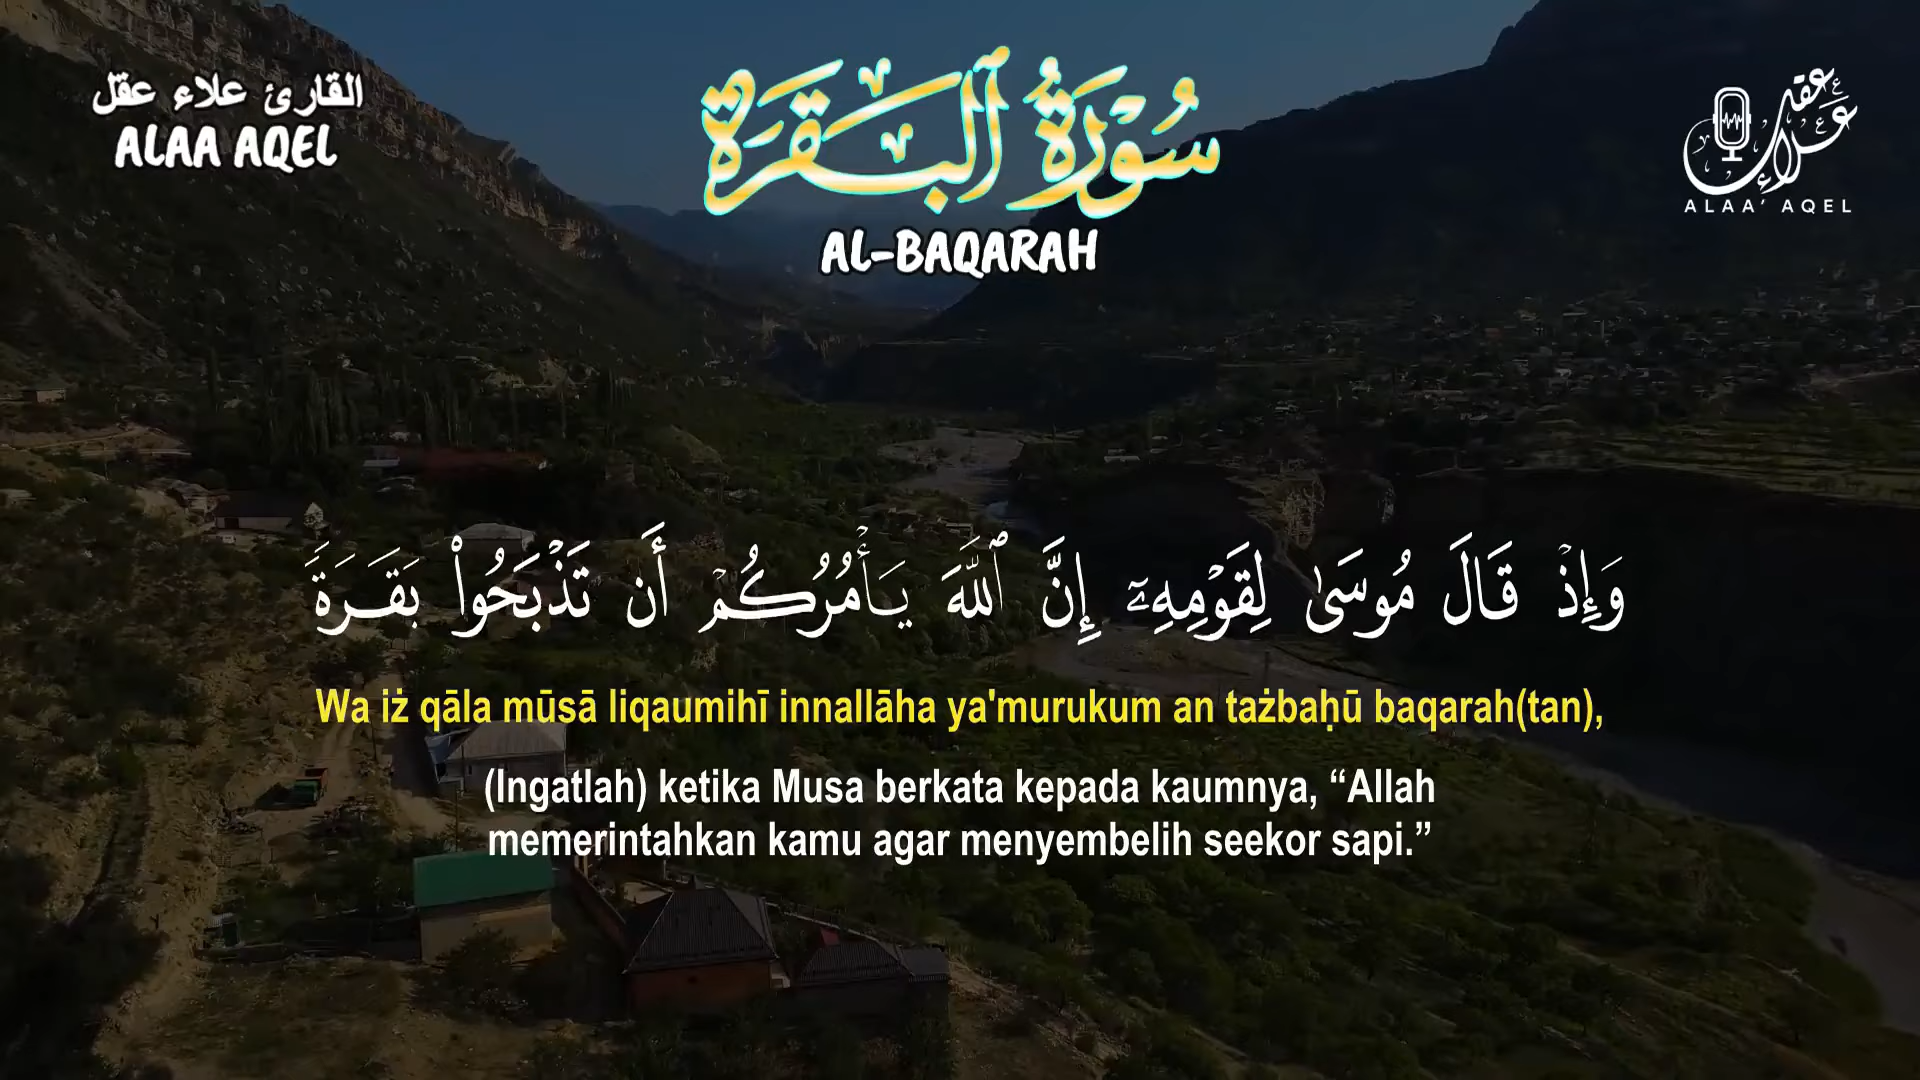 القارئ علاء عقل
ALAA AQEL
سُورَةُ ٱلْبَقَرَة
AL-BAQARAH
علاء عقل
ALAA' AQEL
وَإِذْ قَالَ مُوسَىٰ لِقَوْمِهِۦٓ إِنَّ ٱللَّهَ يَأْمُرُكُمْ أَن تَذْبَحُوا۟ بَقَرَةً
Wa iż qāla mūsā liqaumihī innallāha ya'murukum an tażbaḥū baqarah(tan),
(Ingatlah) ketika Musa berkata kepada kaumnya, “Allah
memerintahkan kamu agar menyembelih seekor sapi.”